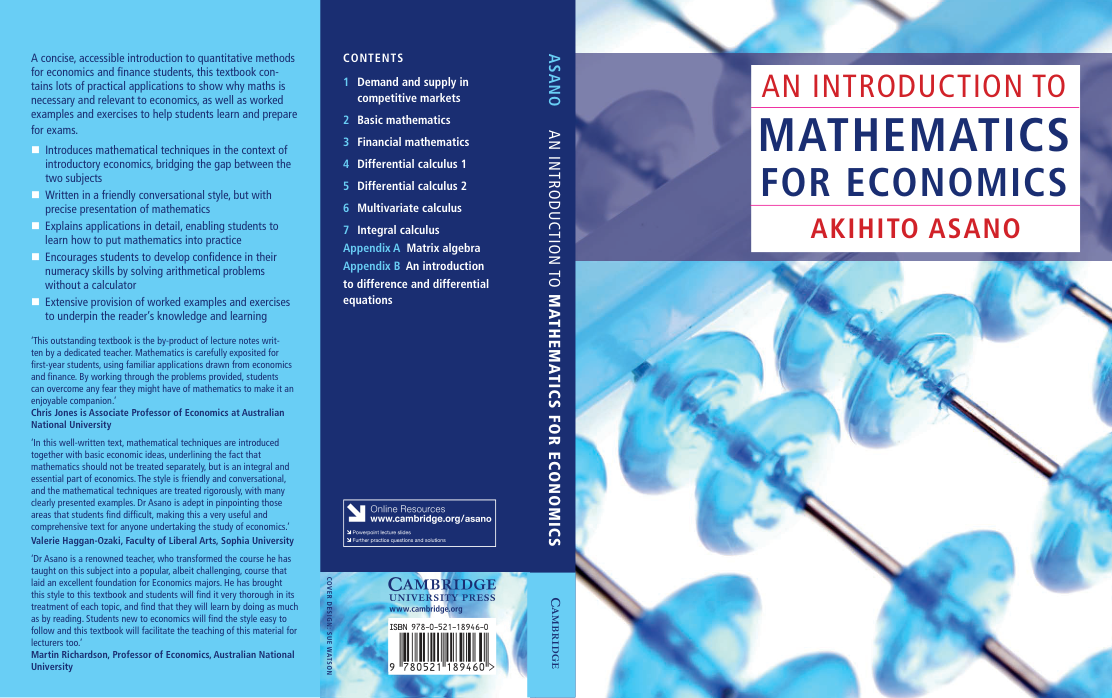 A concise, accessible introduction to quantitative methods
for economics and finance students, this textbook con-
tains lots of practical applications to show why maths is
necessary and relevant to economics, as well as worked
examples and exercises to help students learn and prepare
for exams.
Introduces mathematical techniques in the context of
introductory economics, bridging the gap between the
two subjects
Written in a friendly conversational style, but with
precise presentation of mathematics
Explains applications in detail, enabling students to
learn how to put mathematics into practice
Encourages students to develop confidence in their
numeracy skills by solving arithmetical problems
without a calculator
Extensive provision of worked examples and exercises
to underpin the reader's knowledge and learning
'This outstanding textbook is the by-product of lecture notes writ-
ten by a dedicated teacher. Mathematics is carefully exposited for
first-year students, using familiar applications drawn from economics
and finance. By working through the problems provided, students
can overcome any fear they might have of mathematics to make it an
enjoyable companion.'
Chris Jones is Associate Professor of Economics at Australian
National University
'In this well-written text, mathematical techniques are introduced
together with basic economic ideas, underlining the fact that
mathematics should not be treated separately, but is an integral and
essential part of economics. The style is friendly and conversational,
and the mathematical techniques are treated rigorously, with many
clearly presented examples. Dr Asano is adept in pinpointing those
areas that students find difficult, making this a very useful and
comprehensive text for anyone undertaking the study of economics.'
Valerie Haggan-Ozaki, Faculty of Liberal Arts, Sophia University
'Dr Asano is a renowned teacher, who transformed the course he has
taught on this subject into a popular, albeit challenging, course that
laid an excellent foundation for Economics majors. He has brought
this style to this textbook and students will find it very thorough in its
treatment of each topic, and find that they will learn by doing as much
as by reading. Students new to economics will find the style easy to
follow and this textbook will facilitate the teaching of this material for
lecturers too.'
Martin Richardson, Professor of Economics, Australian National
University
CONTENTS
1 Demand and supply in
competitive markets
2 Basic mathematics
3 Financial mathematics
4 Differential calculus 1
5 Differential calculus 2
6 Multivariate calculus
7 Integral calculus
Appendix A Matrix algebra
Appendix B An introduction
to difference and differential
equations
Online Resources
www.cambridge.org/asano
Powerpoint lecture slides
Further practice questions and solutions
COVER DESIGN: SUE WATSON
CAMBRIDGE
UNIVERSITY PRESS
www.cambridge.org
ISBN 978-0-521-18946-0
9 780521 189460 >
ASANO AN INTRODUCTION TO MATHEMATICS FOR ECONOMICS
CAMBRIDGE
AN INTRODUCTION TO
MATHEMATICS
FOR ECONOMICS
AKIHITO ASANO